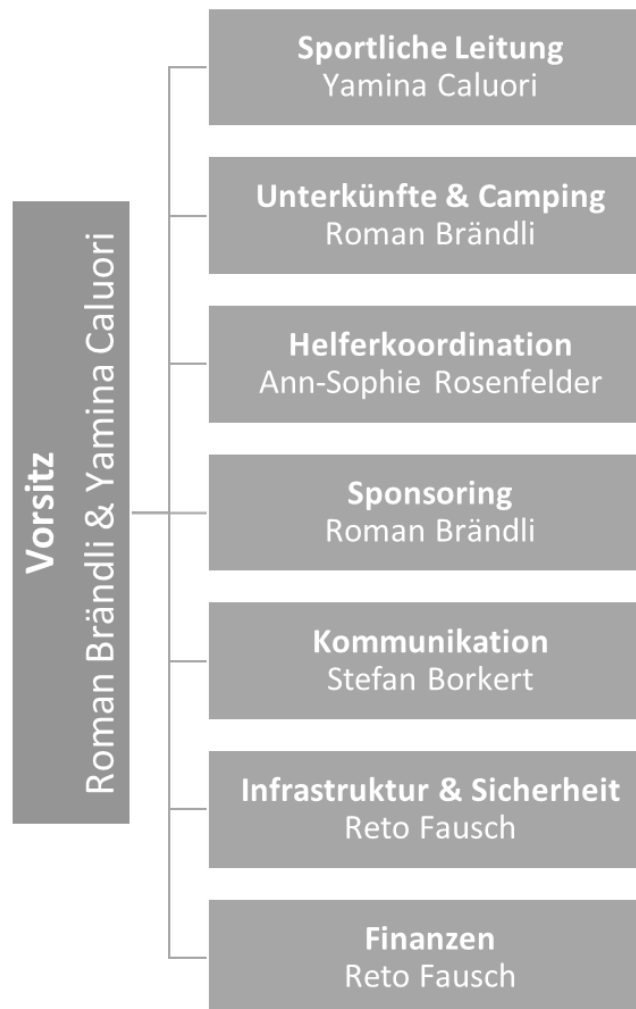 Vorsitz
Roman Brändli & Yamina Caluori
Sportliche Leitung
Yamina Caluori
Unterkünfte & Camping
Roman Brändli
Helferkoordination
Ann-Sophie Rosenfelder
Sponsoring
Roman Brändli
Kommunikation
Stefan Borkert
Infrastruktur & Sicherheit
Reto Fausch
Finanzen
Reto Fausch